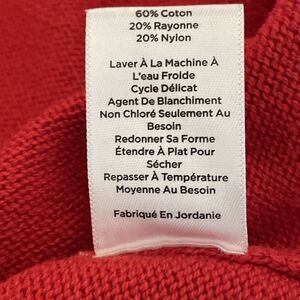 60% Coton
20% Rayonne
20% Nylon
Laver À La Machine À
L'eau Froide
Cycle Délicat
Agent De Blanchiment
Non Chloré Seulement Au
Besoin
Redonner Sa Forme
Étendre À Plat Pour
Sécher
Repasser À Température
Moyenne Au Besoin
Fabriqué En Jordanie